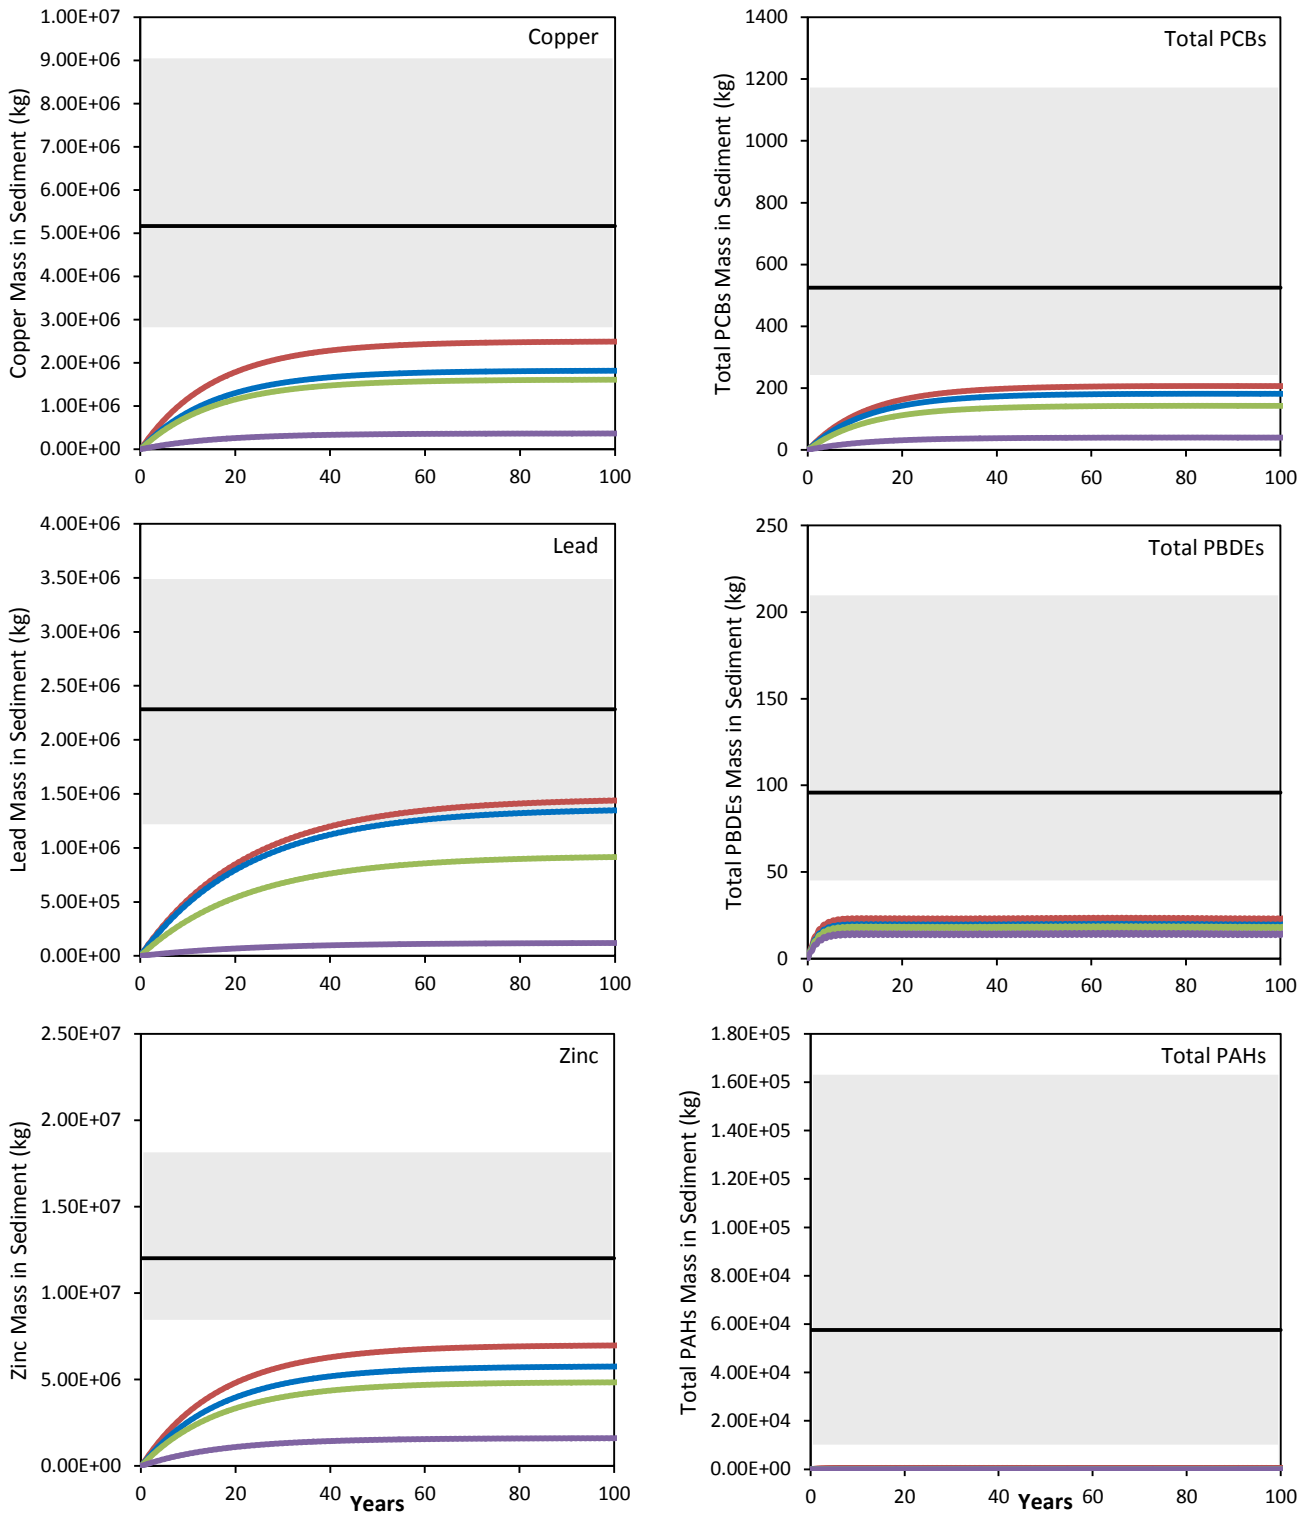 Copper
Copper Mass in Sediment (kg)
1.00E+07
9.00E+06
8.00E+06
7.00E+06
6.00E+06
5.00E+06
4.00E+06
3.00E+06
2.00E+06
1.00E+06
0.00E+00
0 20 40 60 80 100
Total PCBs
Total PCBs Mass in Sediment (kg)
1400
1200
1000
800
600
400
200
0
0 20 40 60 80 100
Lead
Lead Mass in Sediment (kg)
4.00E+06
3.50E+06
3.00E+06
2.50E+06
2.00E+06
1.50E+06
1.00E+06
5.00E+05
0.00E+00
0 20 40 60 80 100
Total PBDEs
Total PBDEs Mass in Sediment (kg)
250
200
150
100
50
0
0 20 40 60 80 100
Zinc
Zinc Mass in Sediment (kg)
2.50E+07
2.00E+07
1.50E+07
1.00E+07
5.00E+06
0.00E+00
0 20 40 60 80 100
Years
Total PAHs
Total PAHs Mass in Sediment (kg)
1.80E+05
1.60E+05
1.40E+05
1.20E+05
1.00E+05
8.00E+04
6.00E+04
4.00E+04
2.00E+04
0.00E+00
0 20 40 60 80 100
Years